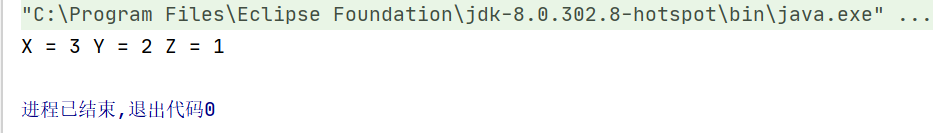 "C:\Program Files\Eclipse Foundation\jdk-8.0.302.8-hotspot\bin\java.exe" ...
X = 3 Y = 2 Z = 1
进程已结束,退出代码0